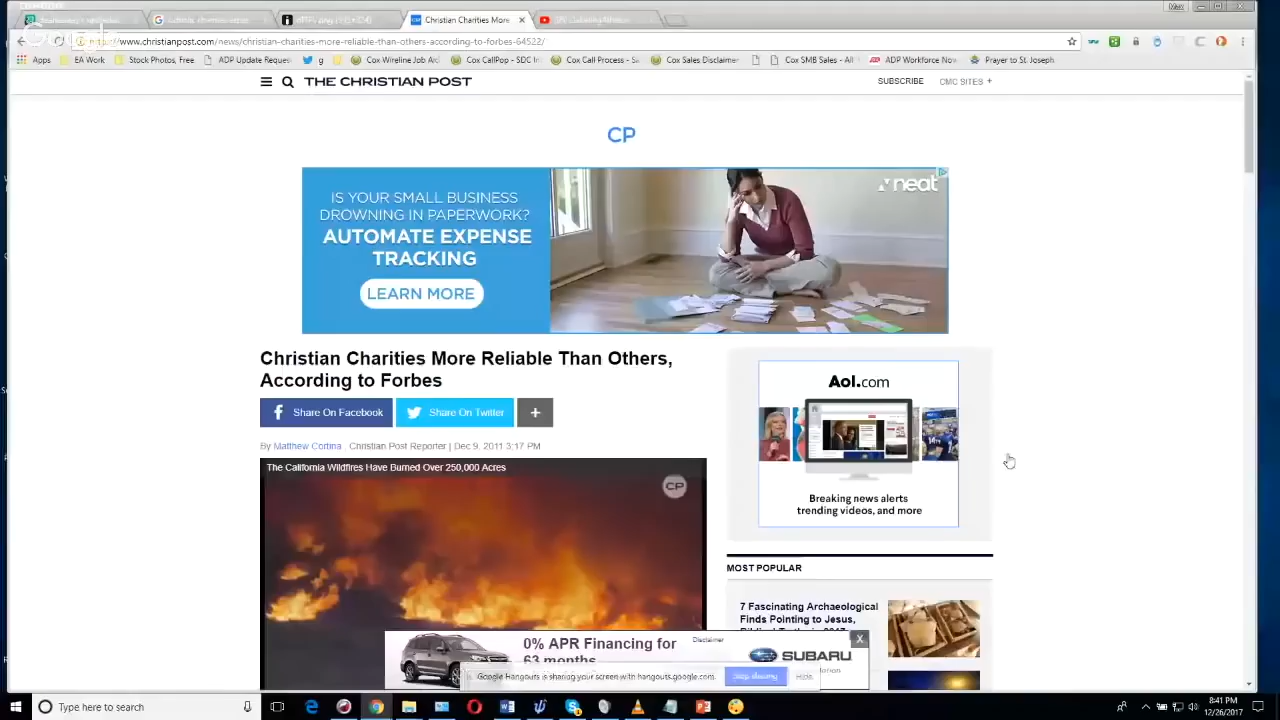 Christian Charities More
https://www.christianpost.com/news/christian-charities-more-reliable-than-others-according-to-forbes-64522/
Google
Apps
EA Work
Stock Photos, Free
ADP Update Reques
g
Cox Wireline Job Aid
Cox CallPop - SDC In
Cox Call Process - Su
Cox Sales Disclaimer
Cox SMB Sales - All
ADP Workforce Now
Prayer to St. Joseph
THE CHRISTIAN POST
SUBSCRIBE
CMC SITES +
CP
IS YOUR SMALL BUSINESS
DROWNING IN PAPERWORK?
AUTOMATE EXPENSE
TRACKING
LEARN MORE
neat
Christian Charities More Reliable Than Others,
According to Forbes
Share On Facebook
Share On Twitter
+
By Matthew Cortina , Christian Post Reporter | Dec 9, 2011 3:17 PM
The California Wildfires Have Burned Over 250,000 Acres
CP
Aol.com
Breaking news alerts
trending videos, and more
MOST POPULAR
7 Fascinating Archaeological
Finds Pointing to Jesus,
0% APR Financing for
63 months
Disclaimer
SUBARU
X
Google Hangouts is sharing your screen with hangouts.google.com.
Stop sharing
Hide
Type here to search
8:41 PM
12/26/2017